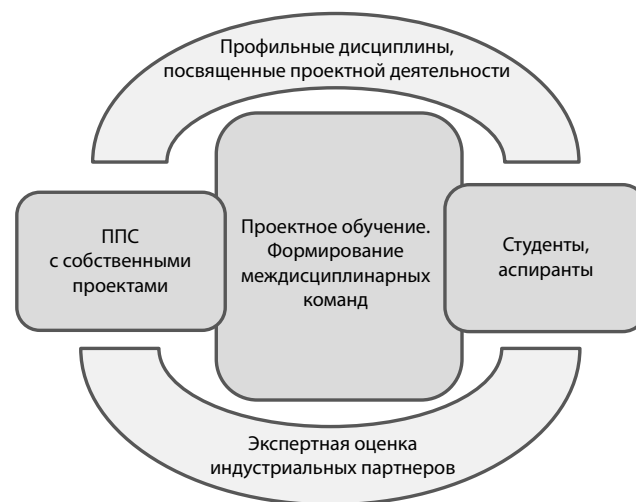 Профильные дисциплины,
посвященные проектной деятельности
ППС
с собственными
проектами
Проектное обучение.
Формирование
междисциплинарных
команд
Студенты,
аспиранты
Экспертная оценка
индустриальных партнеров